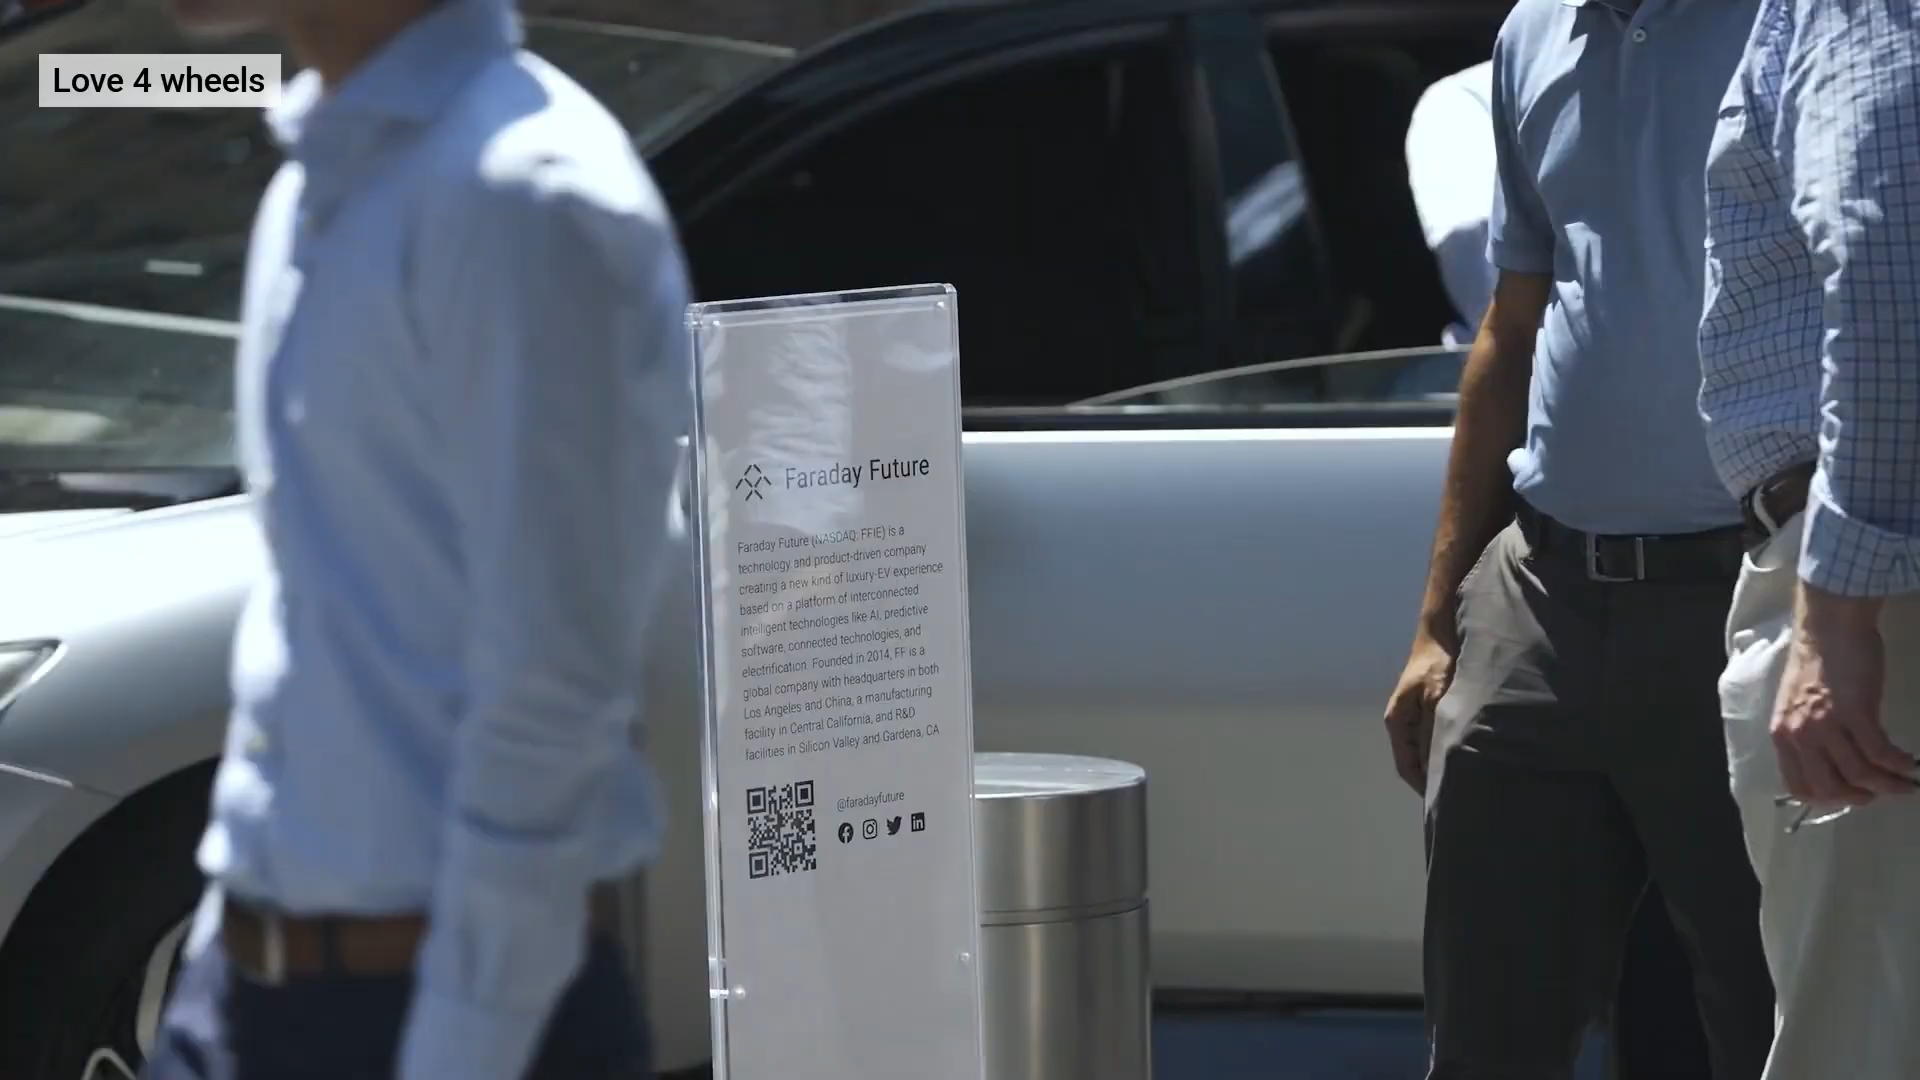 Love 4 wheels
Faraday Future
Faraday Future (NASDAQ: FFIE) is a
technology and product-driven company
creating a new kind of luxury-EV experience
based on a platform of interconnected
intelligent technologies like AI, predictive
software, connected technologies, and
electrification. Founded in 2014, FF is a
global company with headquarters in both
Los Angeles and China, a manufacturing
facility in Central California, and R&D
facilities in Silicon Valley and Gardena, CA
@faradayfuture